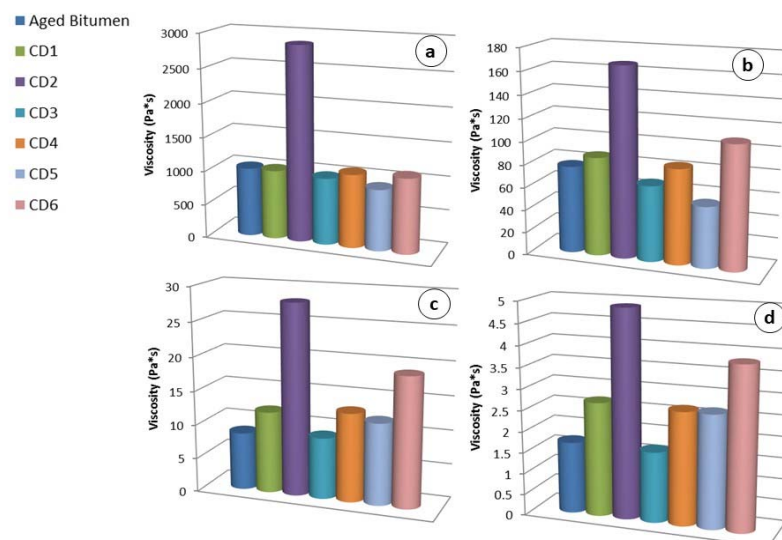 Aged Bitumen
CD1
CD2
CD3
CD4
CD5
CD6
a
Viscosity (Pa*s)
3000
2500
2000
1500
1000
500
0
b
Viscosity (Pa*s)
180
160
140
120
100
80
60
40
20
0
c
Viscosity (Pa*s)
30
25
20
15
10
5
0
d
Viscosity (Pa*s)
5
4.5
4
3.5
3
2.5
2
1.5
1
0.5
0